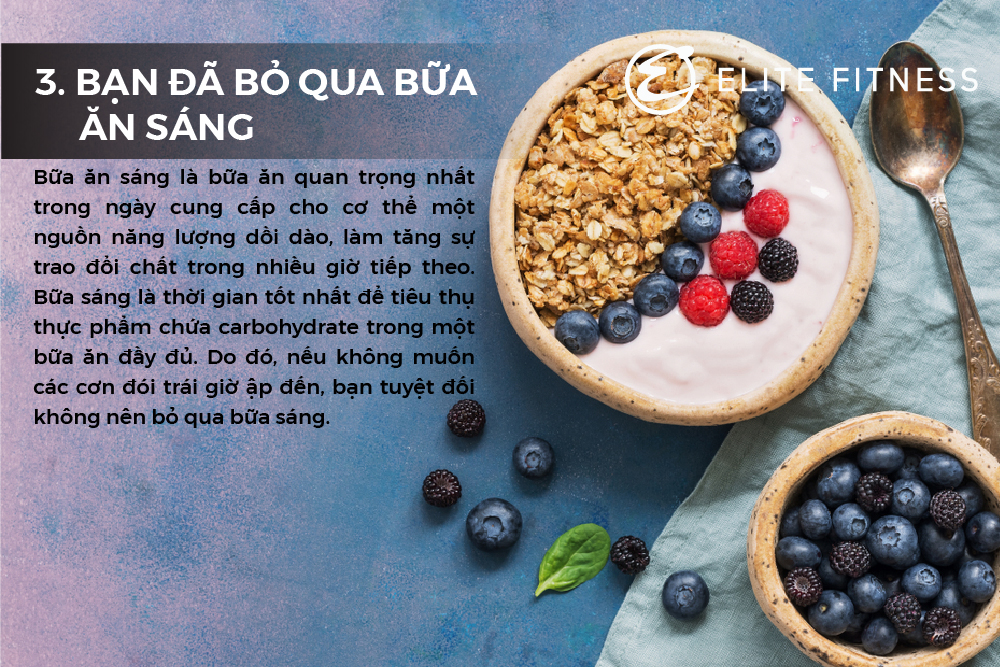 3. BẠN ĐÃ BỎ QUA BỮA
ĂN SÁNG
ELITE FITNESS
Bữa ăn sáng là bữa ăn quan trọng nhất
trong ngày cung cấp cho cơ thể một
nguồn năng lượng dồi dào, làm tăng sự
trao đổi chất trong nhiều giờ tiếp theo.
Bữa sáng là thời gian tốt nhất để tiêu thụ
thực phẩm chứa carbohydrate trong một
bữa ăn đầy đủ. Do đó, nếu không muốn
các cơn đói trái giờ ập đến, bạn tuyệt đối
không nên bỏ qua bữa sáng.